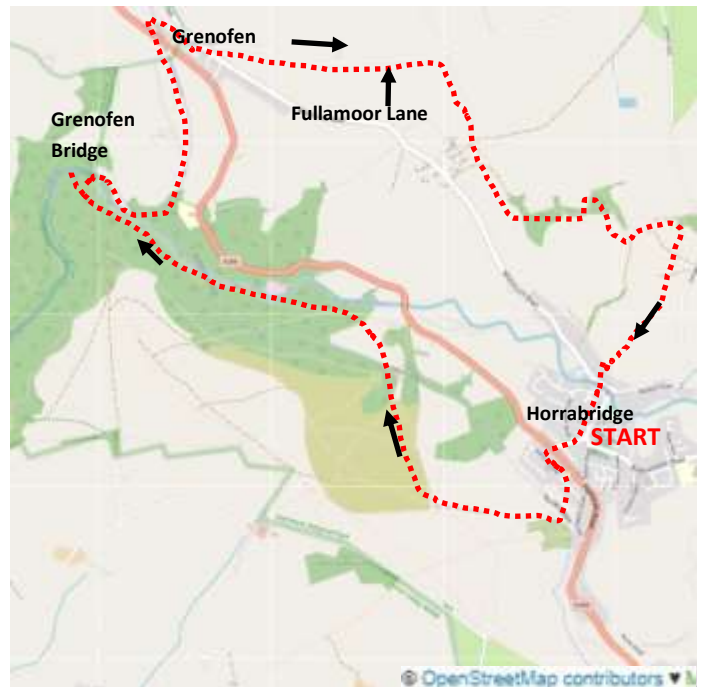 Grenofen
Grenofen
Bridge
Fullamoor Lane
Horrabridge
START
© OpenStreetMap contributors ♥ M